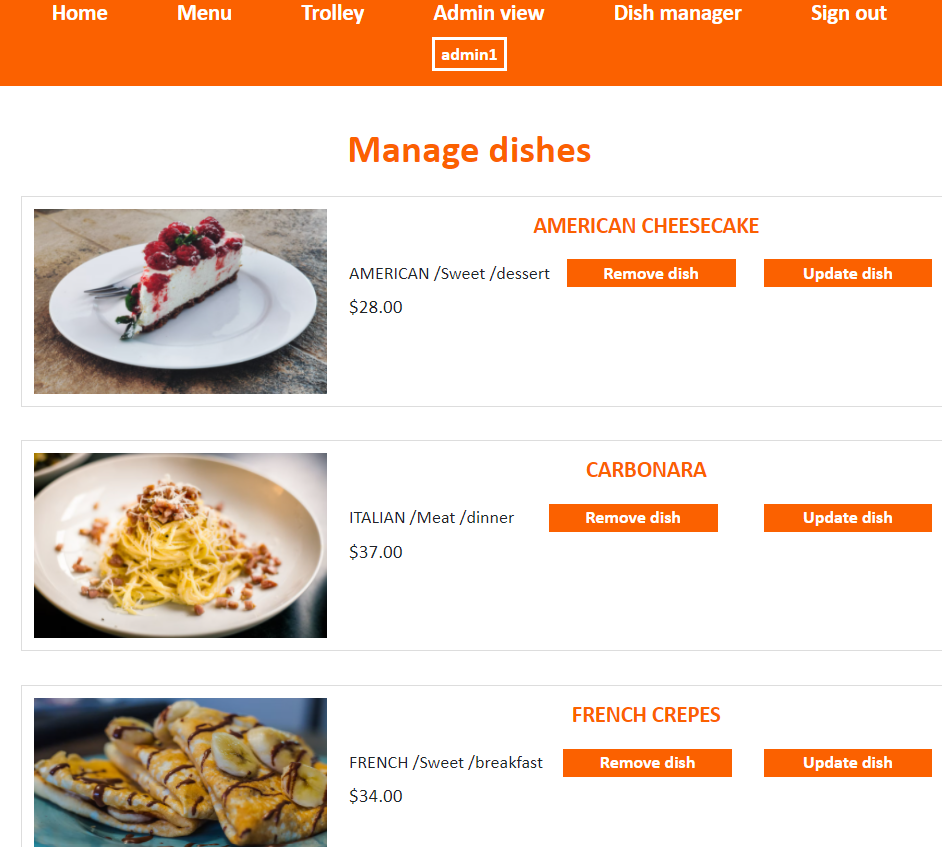 Home Menu Trolley Admin view Dish manager Sign out
admin1
Manage dishes
AMERICAN CHEESECAKE
AMERICAN /Sweet /dessert Remove dish Update dish
$28.00
CARBONARA
ITALIAN /Meat /dinner Remove dish Update dish
$37.00
FRENCH CREPES
FRENCH /Sweet /breakfast Remove dish Update dish
$34.00